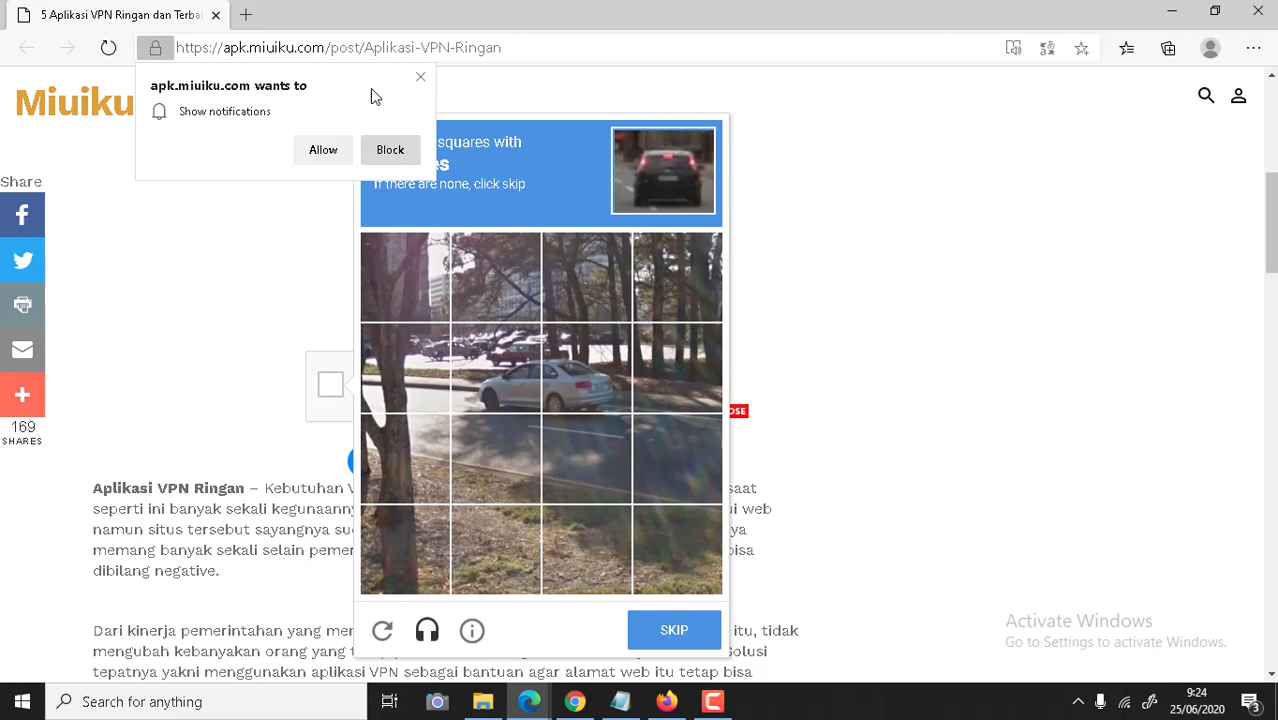 5 Aplikasi VPN Ringan dan Terba
https://apk.miuiku.com/post/Aplikasi-VPN-Ringan
apk.miuiku.com wants to
Show notifications
Allow
Block
Miuiku
squares with
es
If there are none, click skip
Share
169
SHARES
OSE
Aplikasi VPN Ringan – Kebutuhan V
saat
seperti ini banyak sekali kegunaann
ui web
namun situs tersebut sayangnya su
ya
memang banyak sekali selain pemer
bisa
dibilang negative.
SKIP
Dari kinerja pemerintahan yang mer
itu, tidak
mengubah kebanyakan orang yang t
Solusi
tepatnya yakni menggunakan aplikasi VPN sebagai bantuan agar alamat web itu tetap bisa
Activate Windows
Go to Settings to activate Windows.
Search for anything
9:24
25/06/2020
3